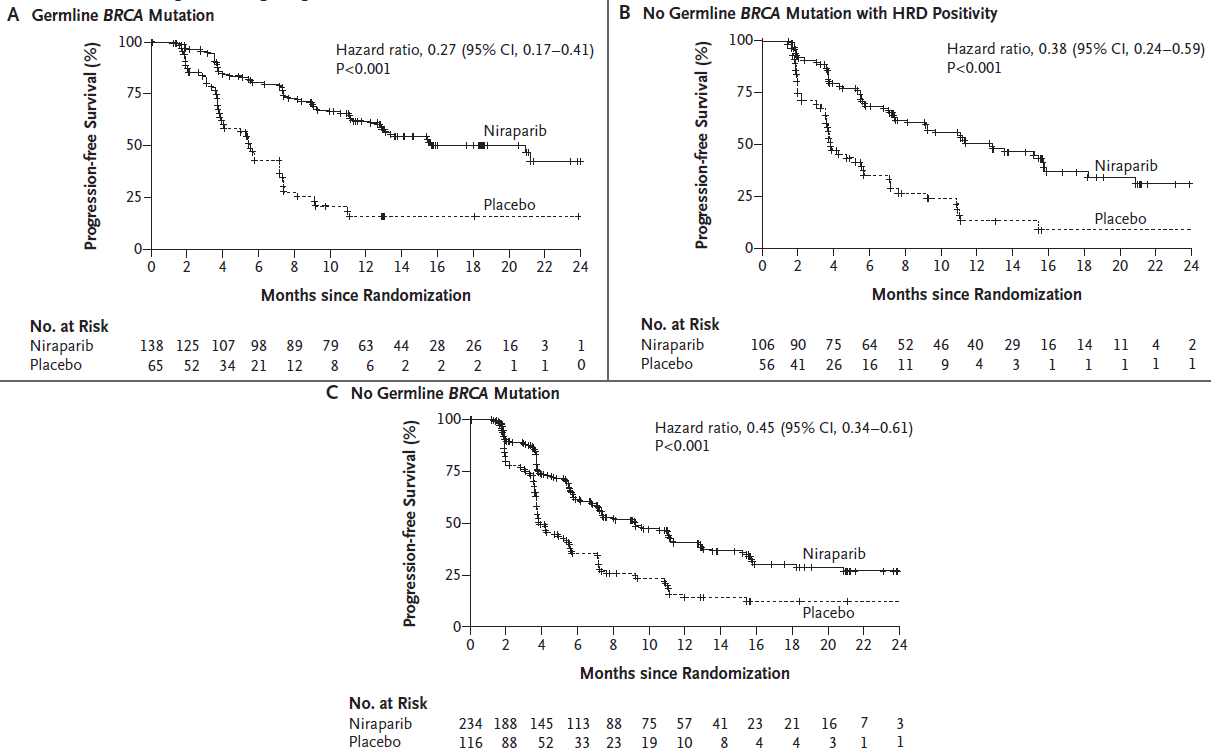 A Germline BRCA Mutation
100
75
50
25
0
Progression-free Survival (%)
Hazard ratio, 0.27 (95% CI, 0.17–0.41)
P<0.001
Niraparib
Placebo
0 2 4 6 8 10 12 14 16 18 20 22 24
Months since Randomization
No. at Risk
Niraparib 138 125 107 98 89 79 63 44 28 26 16 3 1
Placebo 65 52 34 21 12 8 6 2 2 2 1 1 0
B No Germline BRCA Mutation with HRD Positivity
100
75
50
25
0
Progression-free Survival (%)
Hazard ratio, 0.38 (95% CI, 0.24–0.59)
P<0.001
Niraparib
Placebo
0 2 4 6 8 10 12 14 16 18 20 22 24
Months since Randomization
No. at Risk
Niraparib 106 90 75 64 52 46 40 29 16 14 11 4 2
Placebo 56 41 26 16 11 9 4 3 1 1 1 1 1
C No Germline BRCA Mutation
100
75
50
25
0
Progression-free Survival (%)
Hazard ratio, 0.45 (95% CI, 0.34–0.61)
P<0.001
Niraparib
Placebo
0 2 4 6 8 10 12 14 16 18 20 22 24
Months since Randomization
No. at Risk
Niraparib 234 188 145 113 88 75 57 41 23 21 16 7 3
Placebo 116 88 52 33 23 19 10 8 4 4 3 1 1